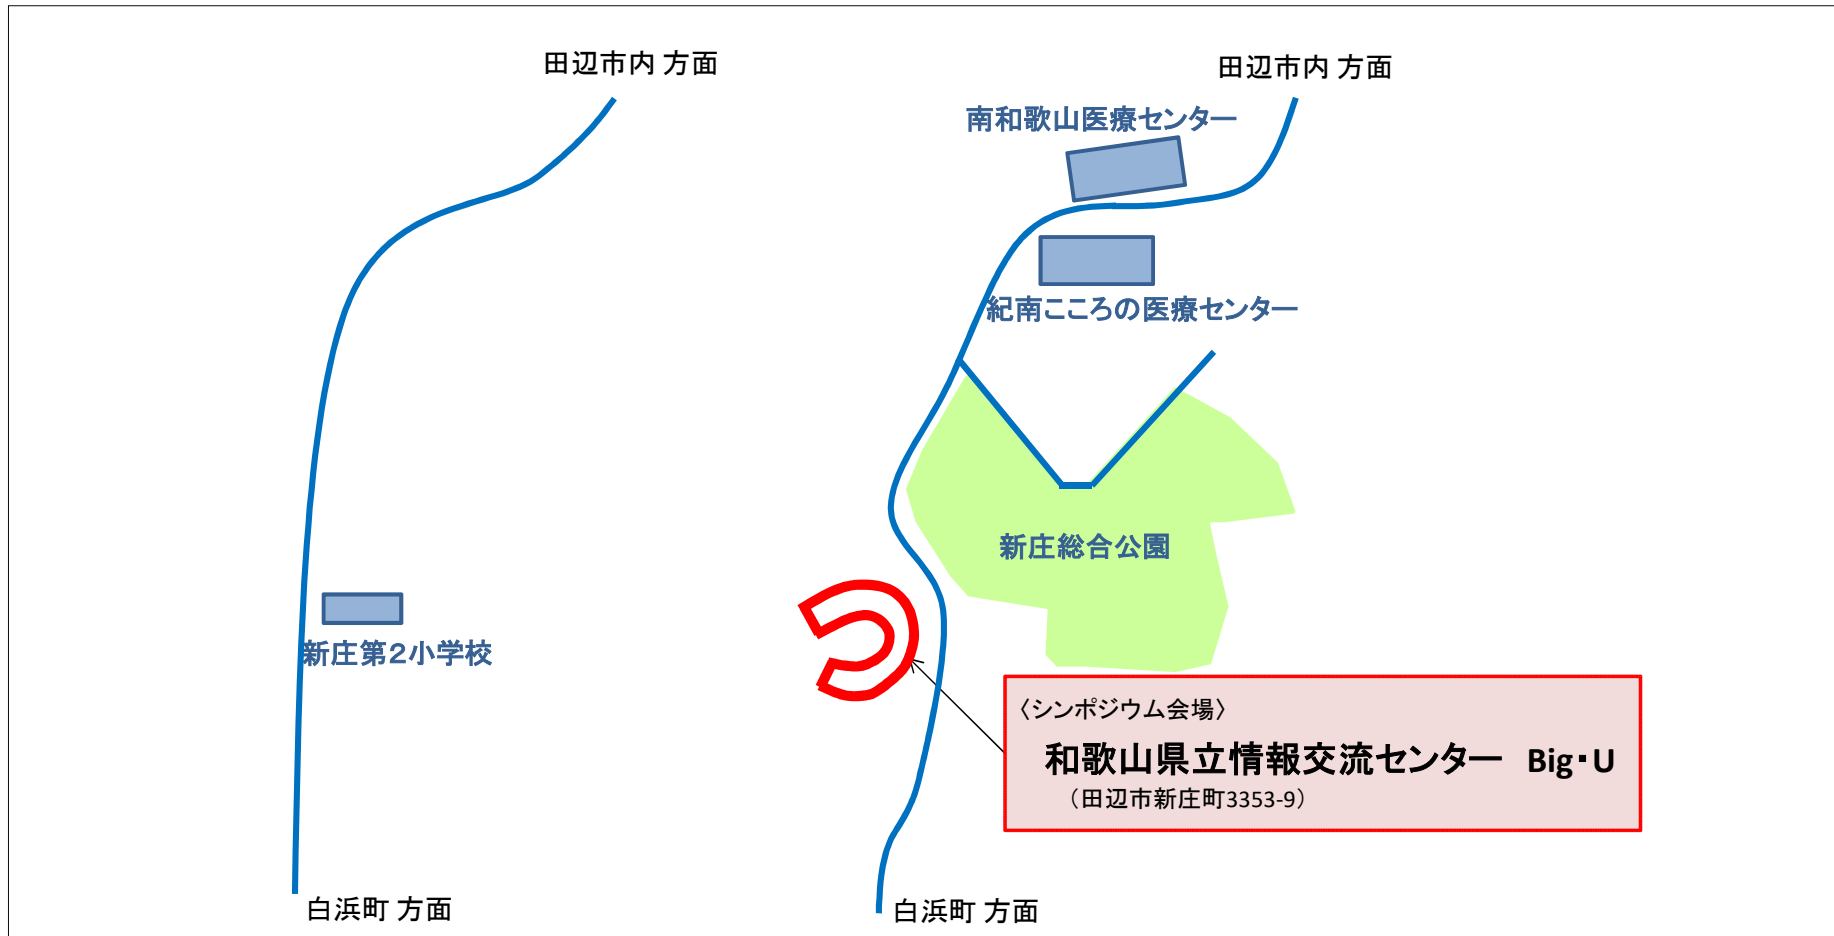 田辺市内 方面
田辺市内 方面
南和歌山医療センター
紀南こころの医療センター
新庄総合公園
新庄第2小学校
〈シンポジウム会場〉
和歌山県立情報交流センター Big・U
（田辺市新庄町3353-9）
白浜町 方面
白浜町 方面